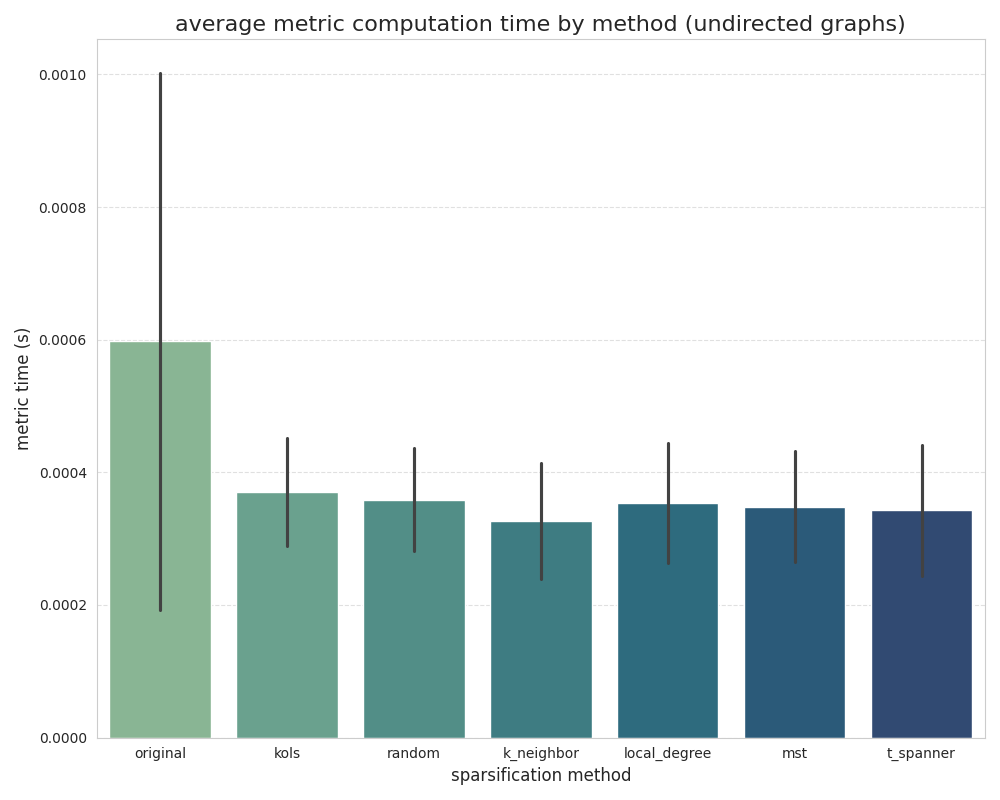 average metric computation time by method (undirected graphs)
0.0010
0.0008
0.0006
0.0004
0.0002
0.0000
metric time (s)
original kols random k_neighbor local_degree mst t_spanner
sparsification method